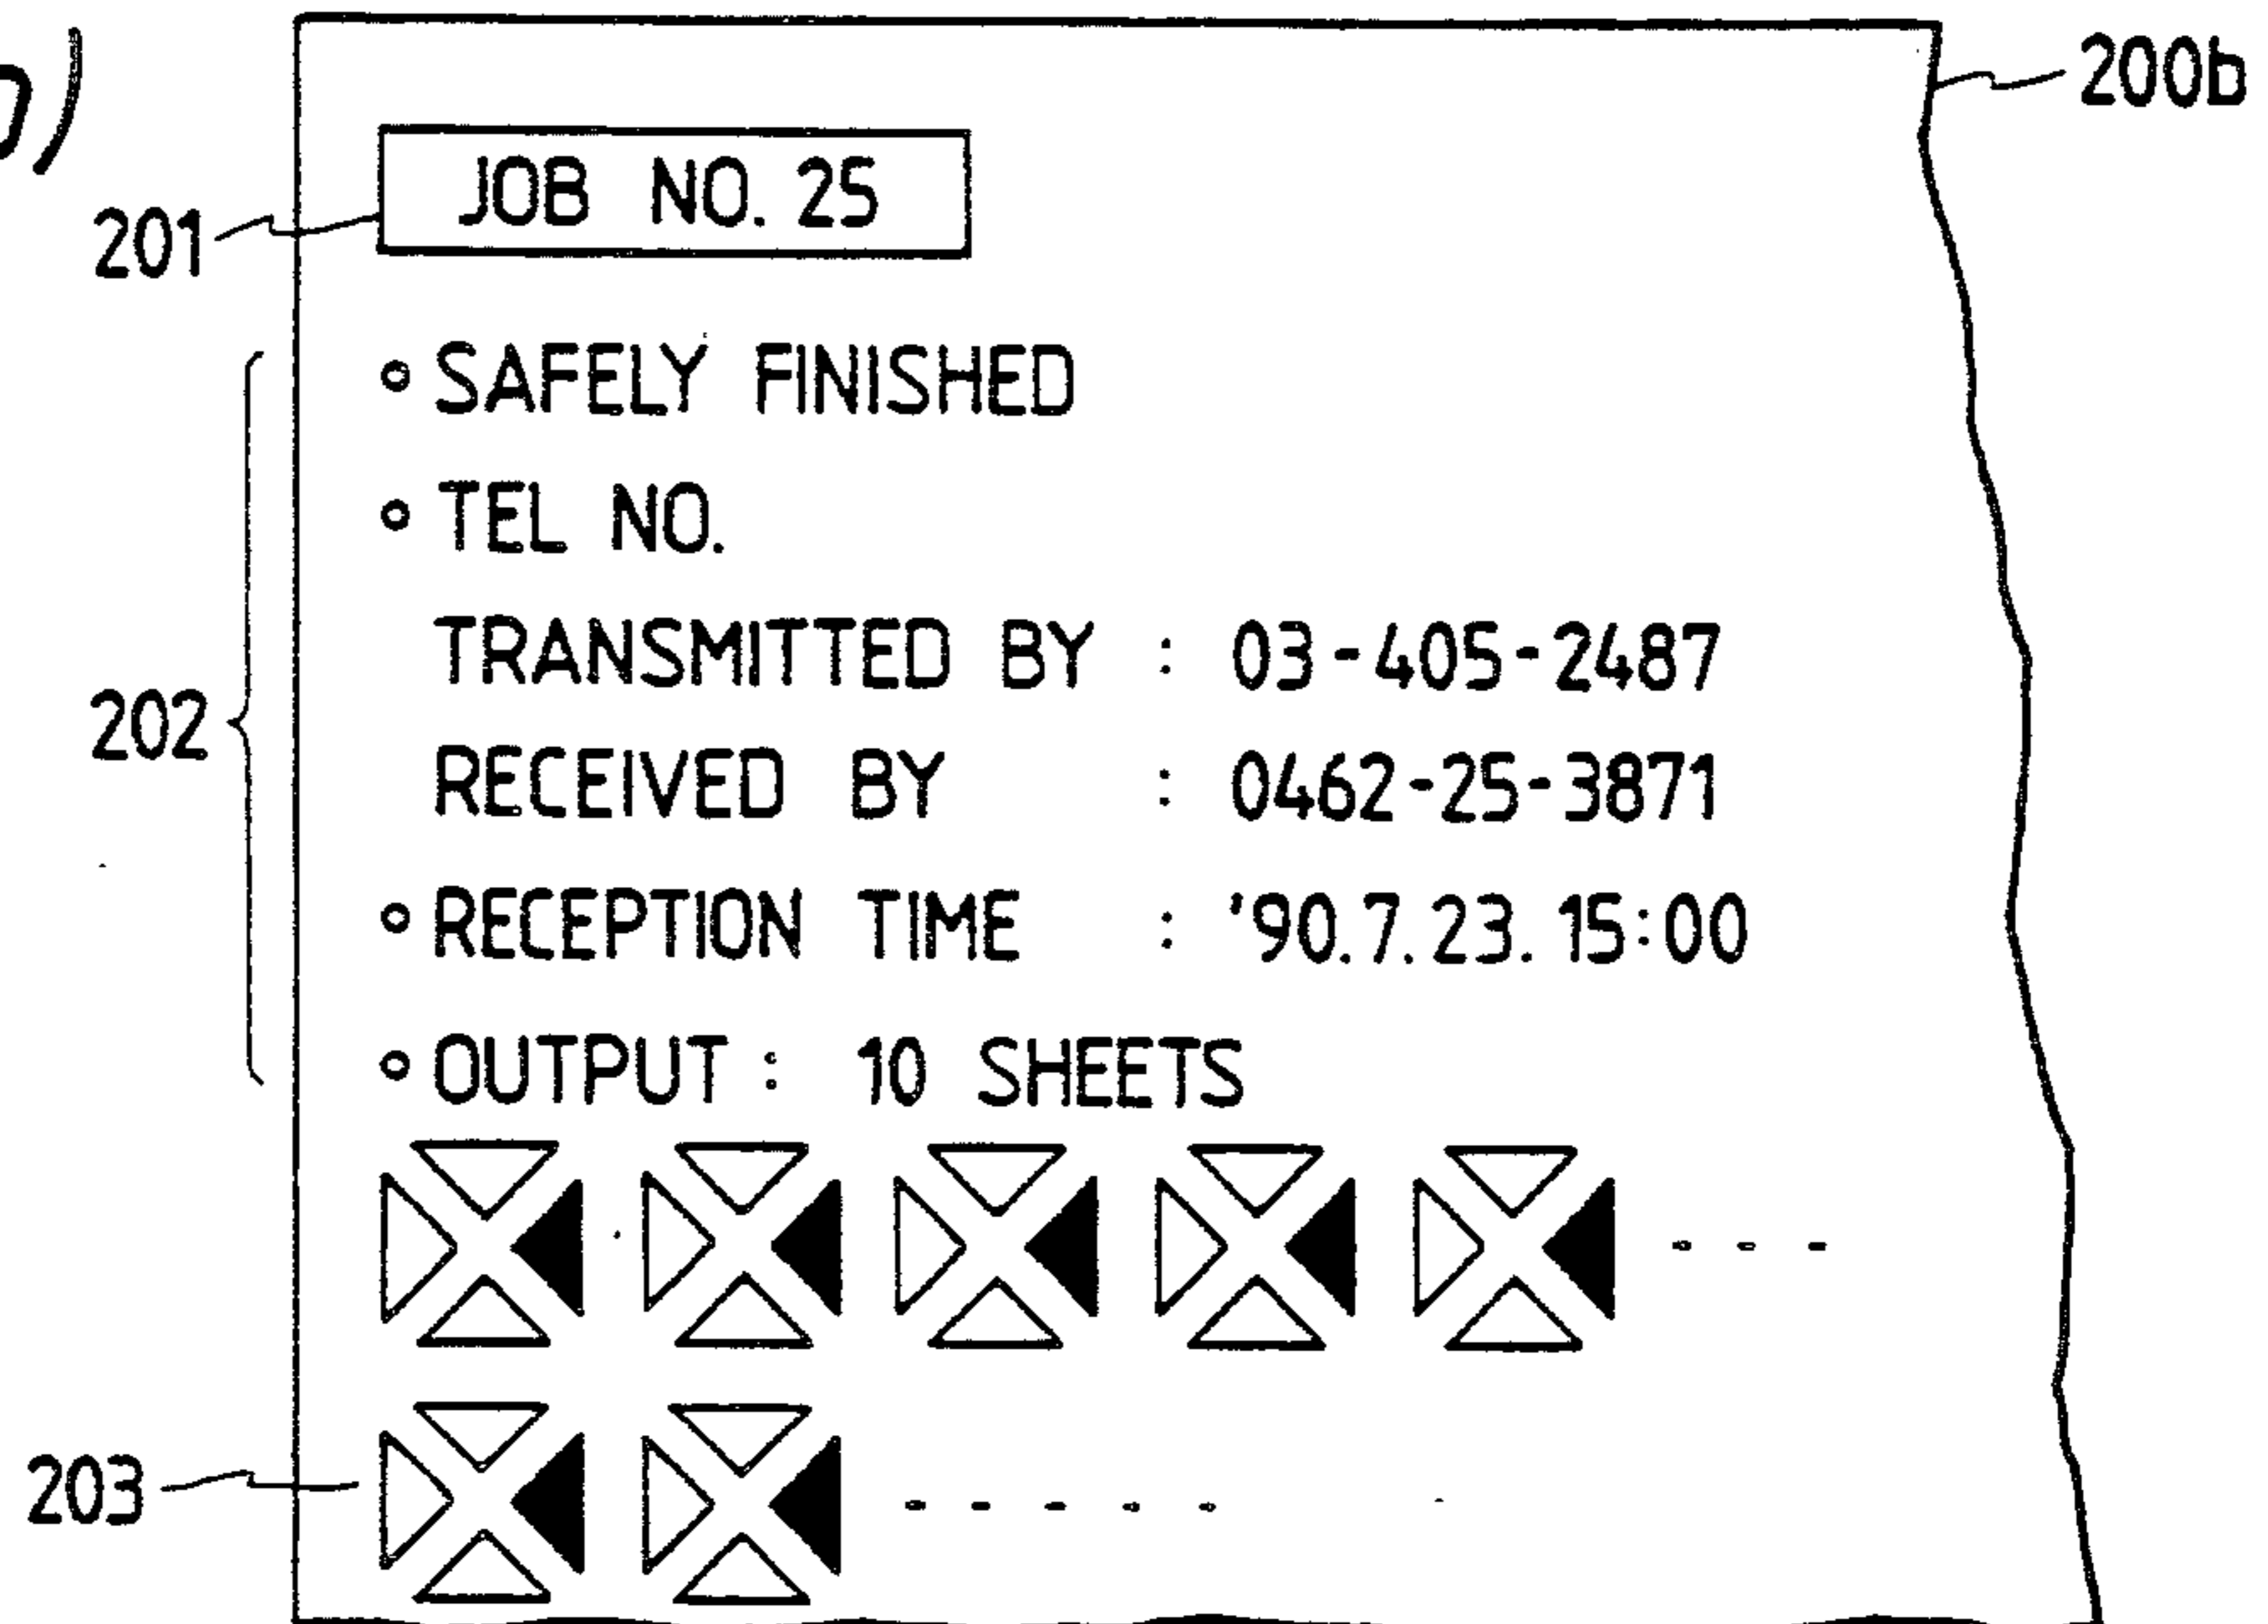 200b
JOB NO. 25
201
∘ SAFELY FINISHED
∘ TEL NO.
TRANSMITTED BY : 03-405-2487
202
RECEIVED BY : 0462-25-3871
∘ RECEPTION TIME : '90.7.23. 15:00
∘ OUTPUT : 10 SHEETS
203